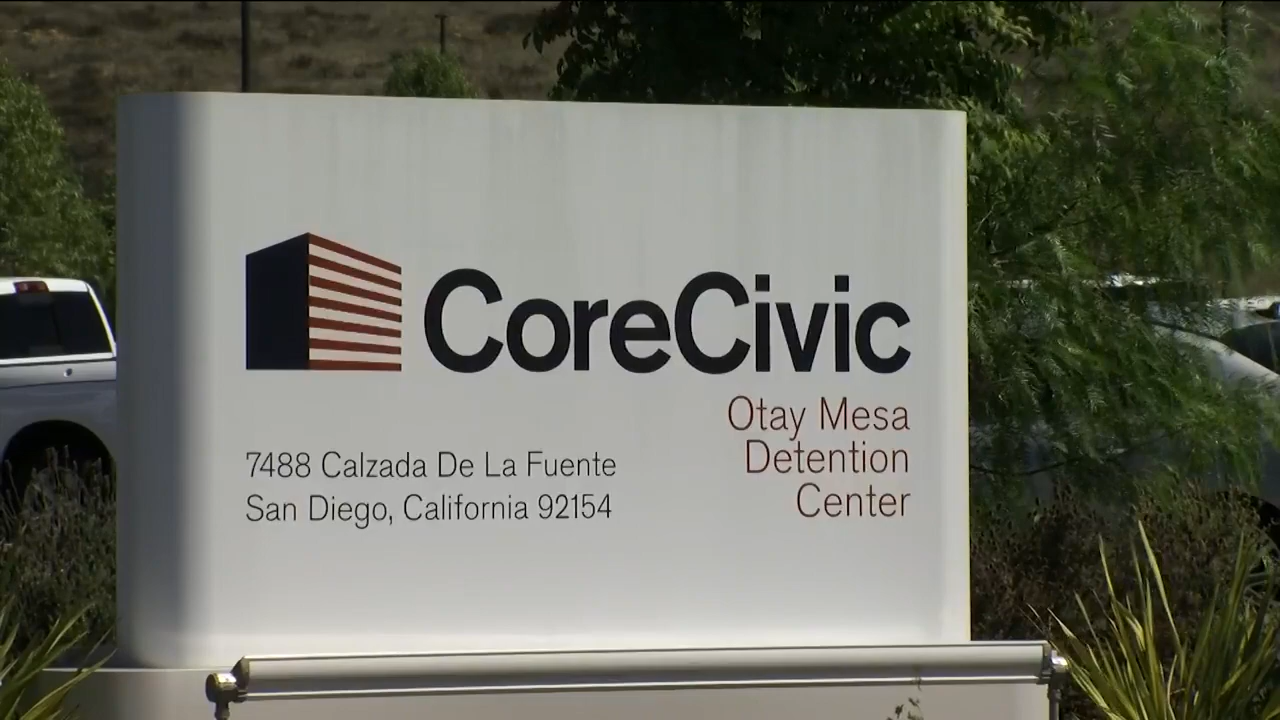 CoreCivic
Otay Mesa
Detention
Center
7488 Calzada De La Fuente
San Diego, California 92154